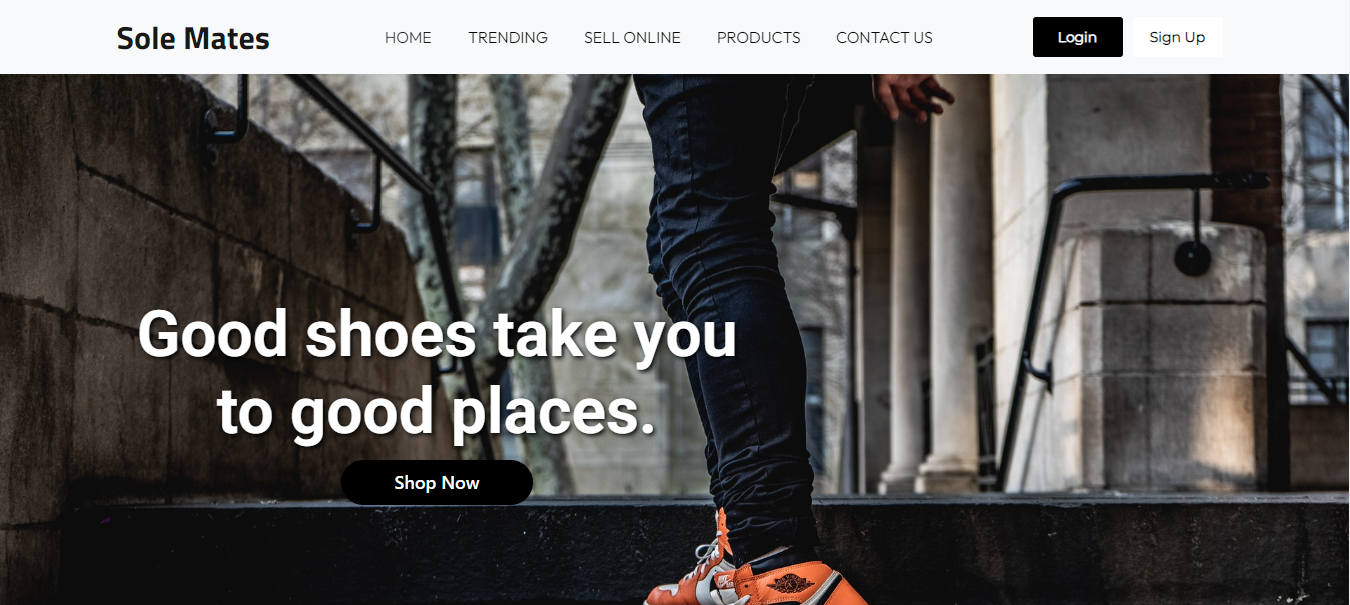 Sole Mates
HOME
TRENDING
SELL ONLINE
PRODUCTS
CONTACT US
Login
Sign Up
Good shoes take you
to good places.
Shop Now